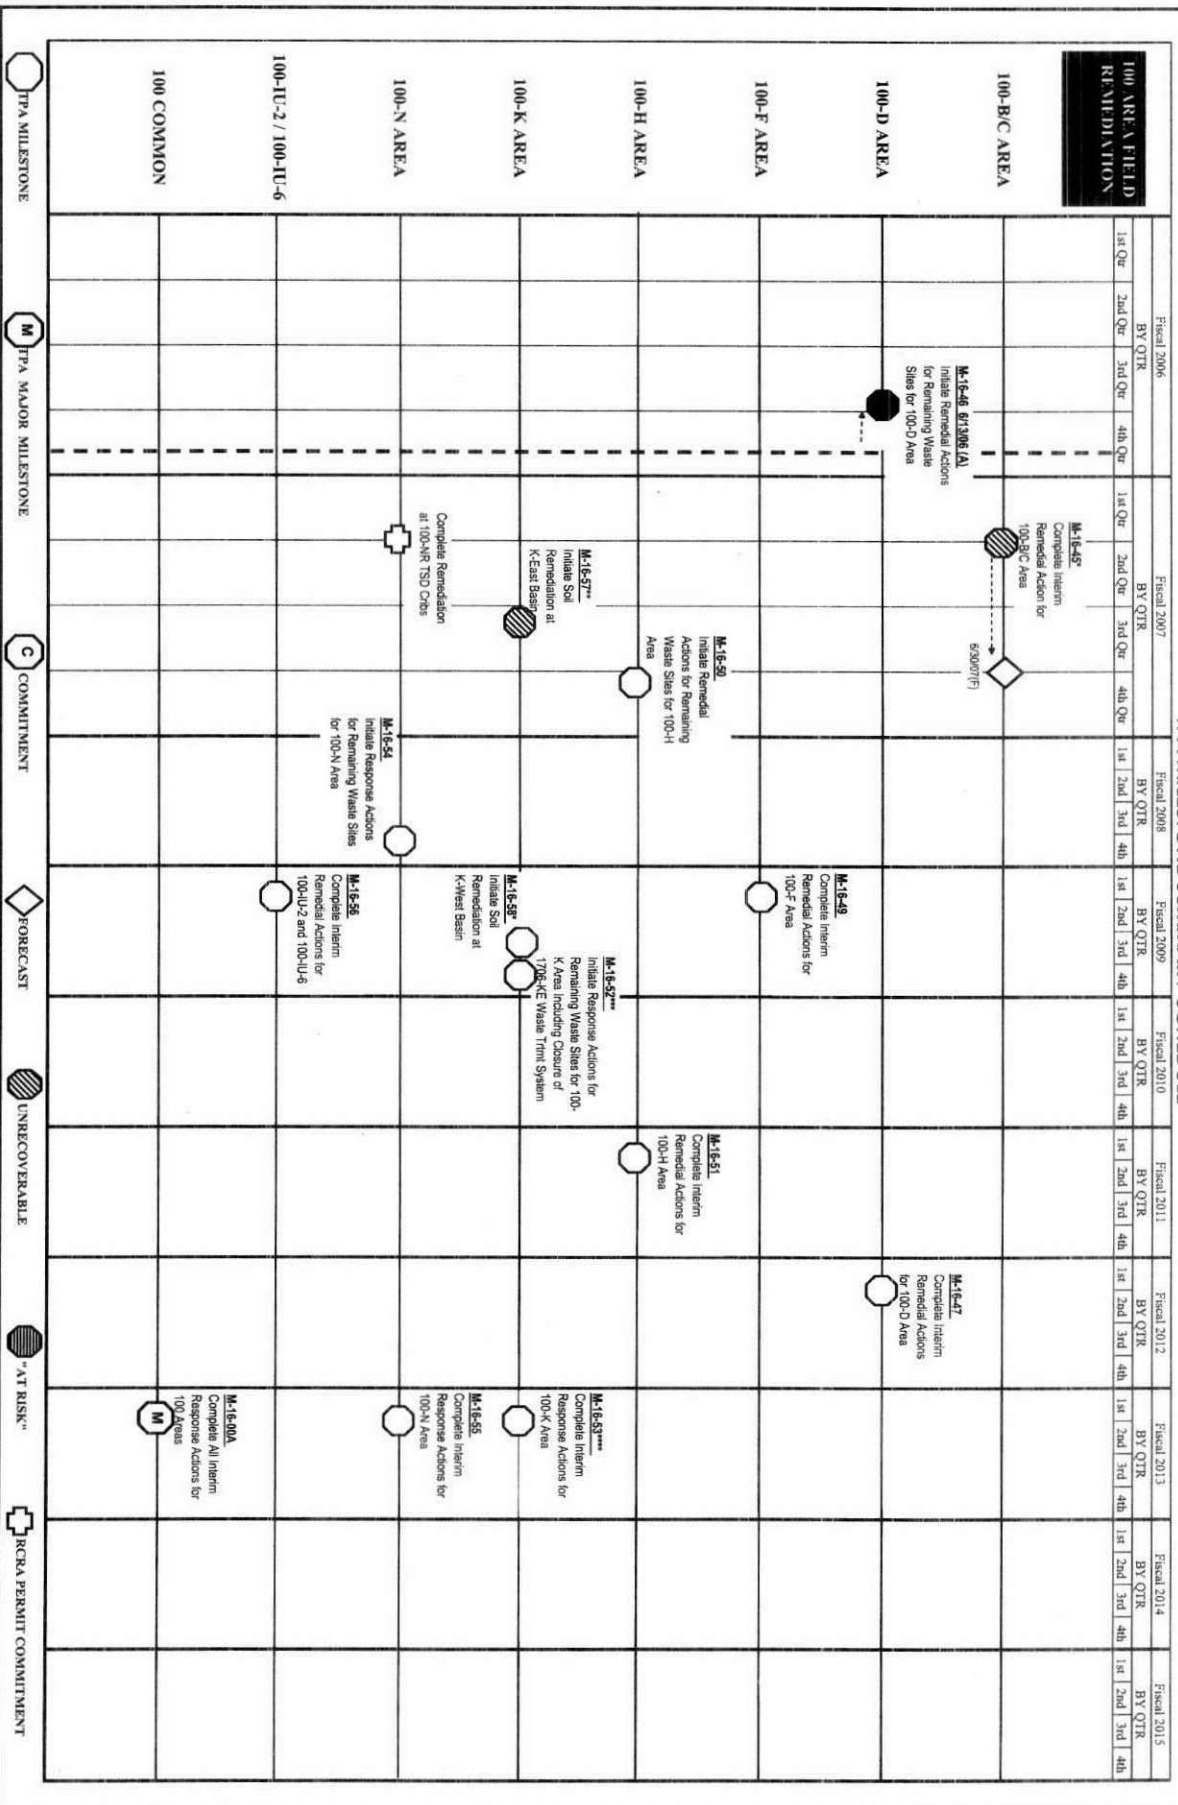 100 AREA FIELD
REMEDIATION
Fiscal 2006
BY QTR
1st Qtr 2nd Qtr 3rd Qtr 4th Qtr
Fiscal 2007
BY QTR
1st Qtr 2nd Qtr 3rd Qtr 4th Qtr
Fiscal 2008
BY QTR
1st 2nd 3rd 4th
Fiscal 2009
BY QTR
1st 2nd 3rd 4th
Fiscal 2010
BY QTR
1st 2nd 3rd 4th
Fiscal 2011
BY QTR
1st 2nd 3rd 4th
Fiscal 2012
BY QTR
1st 2nd 3rd 4th
Fiscal 2013
BY QTR
1st 2nd 3rd 4th
Fiscal 2014
BY QTR
1st 2nd 3rd 4th
Fiscal 2015
BY QTR
1st 2nd 3rd 4th
100-B/C AREA
M-16-45*
Complete Interim
Remedial Action for
100-B/C Area
6/30/07(F)
100-D AREA
M-16-46 6/13/06 (A)
Initiate Remedial Actions
for Remaining Waste
Sites for 100-D Area
M-16-47
Complete Interim
Remedial Actions
for 100-D Area
100-F AREA
M-16-49
Complete Interim
Remedial Actions for
100-F Area
100-H AREA
M-16-50
Initiate Remedial
Actions for Remaining
Waste Sites for 100-H
Area
M-16-51
Complete Interim
Remedial Actions for
100-H Area
100-K AREA
M-16-57**
Initiate Soil
Remediation at
K-East Basin
M-16-58*
Initiate Soil
Remediation at
K-West Basin
M-16-52***
Initiate Response Actions for
Remaining Waste Sites for 100-
K Area Including Closure of
1706-KE Waste Trtmt System
M-16-53****
Complete Interim
Response Actions for
100-K Area
100-N AREA
Complete Remediation
at 100-NR TSD Cribs
M-16-54
Initiate Response Actions
for Remaining Waste Sites
for 100-N Area
M-16-55
Complete Interim
Response Actions for
100-N Area
100-IU-2 / 100-IU-6
M-16-56
Complete Interim
Remedial Actions for
100-IU-2 and 100-IU-6
100 COMMON
M-16-00A
Complete All Interim
Response Actions for
100 Areas
M
TPA MILESTONE
M TPA MAJOR MILESTONE
C COMMITMENT
FORECAST
UNRECOVERABLE
"AT RISK"
RCRA PERMIT COMMITMENT